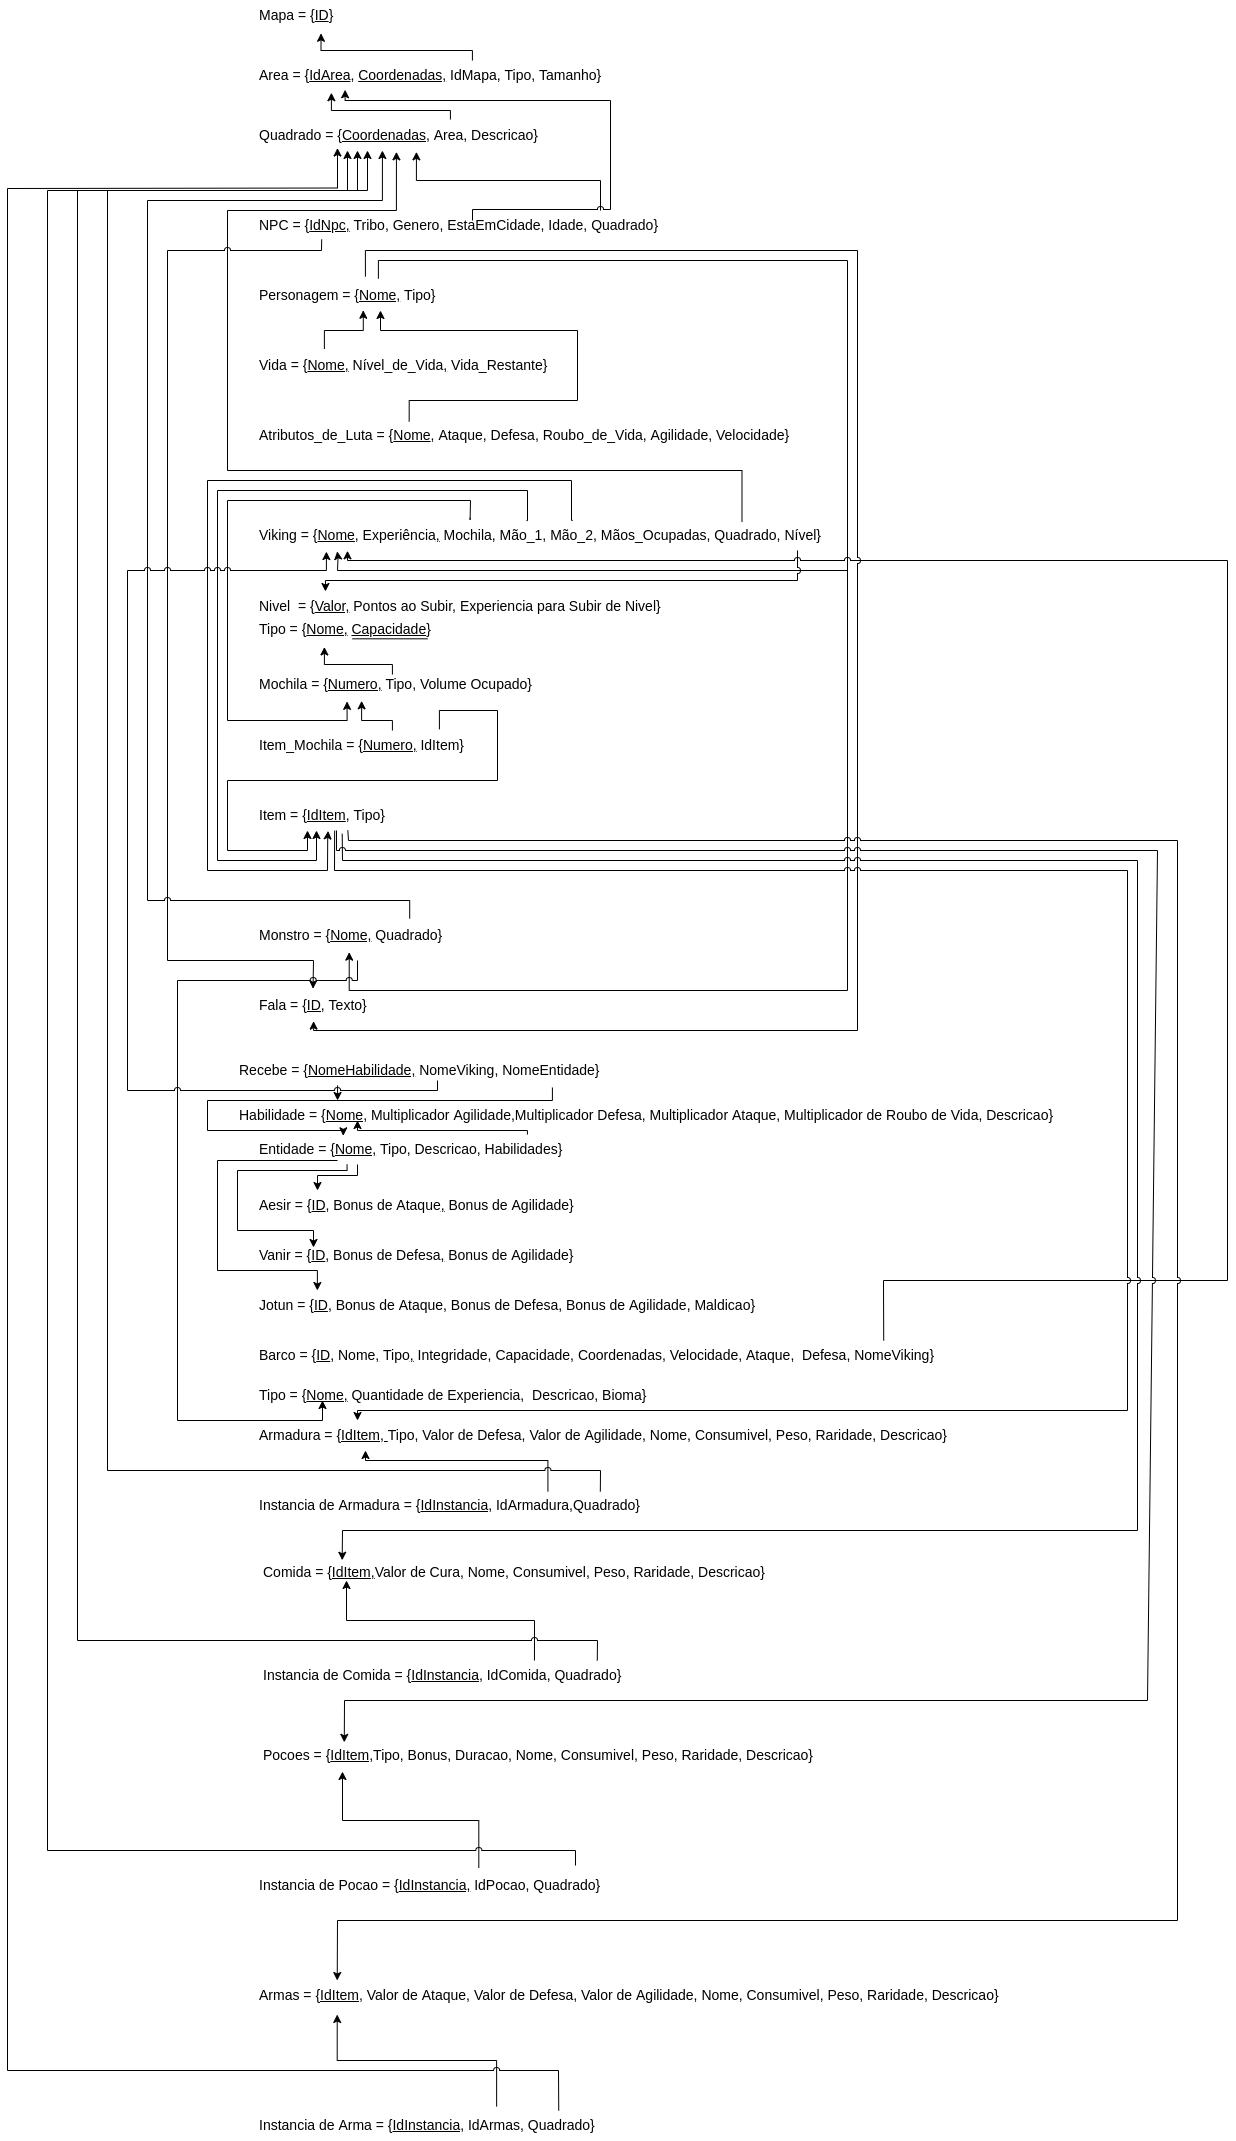 Mapa = {ID}
Area = {IdArea, Coordenadas, IdMapa, Tipo, Tamanho}
Quadrado = {Coordenadas, Area, Descricao}
NPC = {IdNpc, Tribo, Genero, EstaEmCidade, Idade, Quadrado}
Personagem = {Nome, Tipo}
Vida = {Nome, Nível_de_Vida, Vida_Restante}
Atributos_de_Luta = {Nome, Ataque, Defesa, Roubo_de_Vida, Agilidade, Velocidade}
Viking = {Nome, Experiência, Mochila, Mão_1, Mão_2, Mãos_Ocupadas, Quadrado, Nível}
Nivel  = {Valor, Pontos ao Subir, Experiencia para Subir de Nivel}
Tipo = {Nome, Capacidade}
Mochila = {Numero, Tipo, Volume Ocupado}
Item_Mochila = {Numero, IdItem}
Item = {IdItem, Tipo}
Monstro = {Nome, Quadrado}
Fala = {ID, Texto}
Recebe = {NomeHabilidade, NomeViking, NomeEntidade}
Habilidade = {Nome, Multiplicador Agilidade,Multiplicador Defesa, Multiplicador Ataque, Multiplicador de Roubo de Vida, Descricao}
Entidade = {Nome, Tipo, Descricao, Habilidades}
Aesir = {ID, Bonus de Ataque, Bonus de Agilidade}
Vanir = {ID, Bonus de Defesa, Bonus de Agilidade}
Jotun = {ID, Bonus de Ataque, Bonus de Defesa, Bonus de Agilidade, Maldicao}
Barco = {ID, Nome, Tipo, Integridade, Capacidade, Coordenadas, Velocidade, Ataque,  Defesa, NomeViking}
Tipo = {Nome, Quantidade de Experiencia,  Descricao, Bioma}
Armadura = {IdItem, Tipo, Valor de Defesa, Valor de Agilidade, Nome, Consumivel, Peso, Raridade, Descricao}
Instancia de Armadura = {IdInstancia, IdArmadura,Quadrado}
Comida = {IdItem,Valor de Cura, Nome, Consumivel, Peso, Raridade, Descricao}
Instancia de Comida = {IdInstancia, IdComida, Quadrado}
Pocoes = {IdItem,Tipo, Bonus, Duracao, Nome, Consumivel, Peso, Raridade, Descricao}
Instancia de Pocao = {IdInstancia, IdPocao, Quadrado}
Armas = {IdItem, Valor de Ataque, Valor de Defesa, Valor de Agilidade, Nome, Consumivel, Peso, Raridade, Descricao}
Instancia de Arma = {IdInstancia, IdArmas, Quadrado}